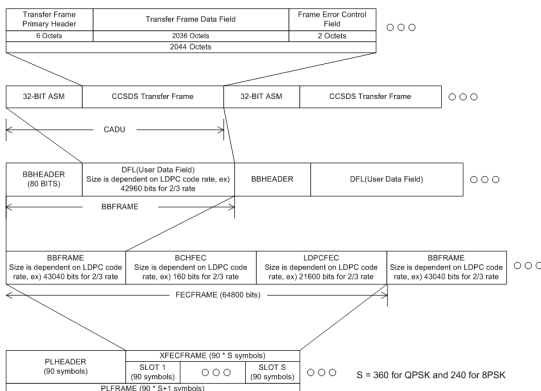 Transfer Frame
Primary Header
Transfer Frame Data Field
Frame Error Control
Field
6 Octets
2036 Octets
2 Octets
2044 Octets
32-BIT ASM
CCSDS Transfer Frame
32-BIT ASM
CCSDS Transfer Frame
CADU
BBHEADER
(80 BITS)
DFL(User Data Field)
Size is dependent on LDPC code rate, ex)
42960 bits for 2/3 rate
BBHEADER
DFL(User Data Field)
BBFRAME
BBFRAME
Size is dependent on LDPC code
rate, ex) 43040 bits for 2/3 rate
BCHFEC
Size is dependent on LDPC code
rate, ex) 160 bits for 2/3 rate
LDPCFEC
Size is dependent on LDPC code
rate, ex) 21600 bits for 2/3 rate
BBFRAME
Size is dependent on LDPC code
rate, ex) 43040 bits for 2/3 rate
FECFRAME (64800 bits)
PLHEADER
(90 symbols)
XFECFRAME (90 * S symbols)
SLOT 1
(90 symbols)
SLOT S
(90 symbols)
S = 360 for QPSK and 240 for 8PSK
PLFRAME (90 * S+1 symbols)